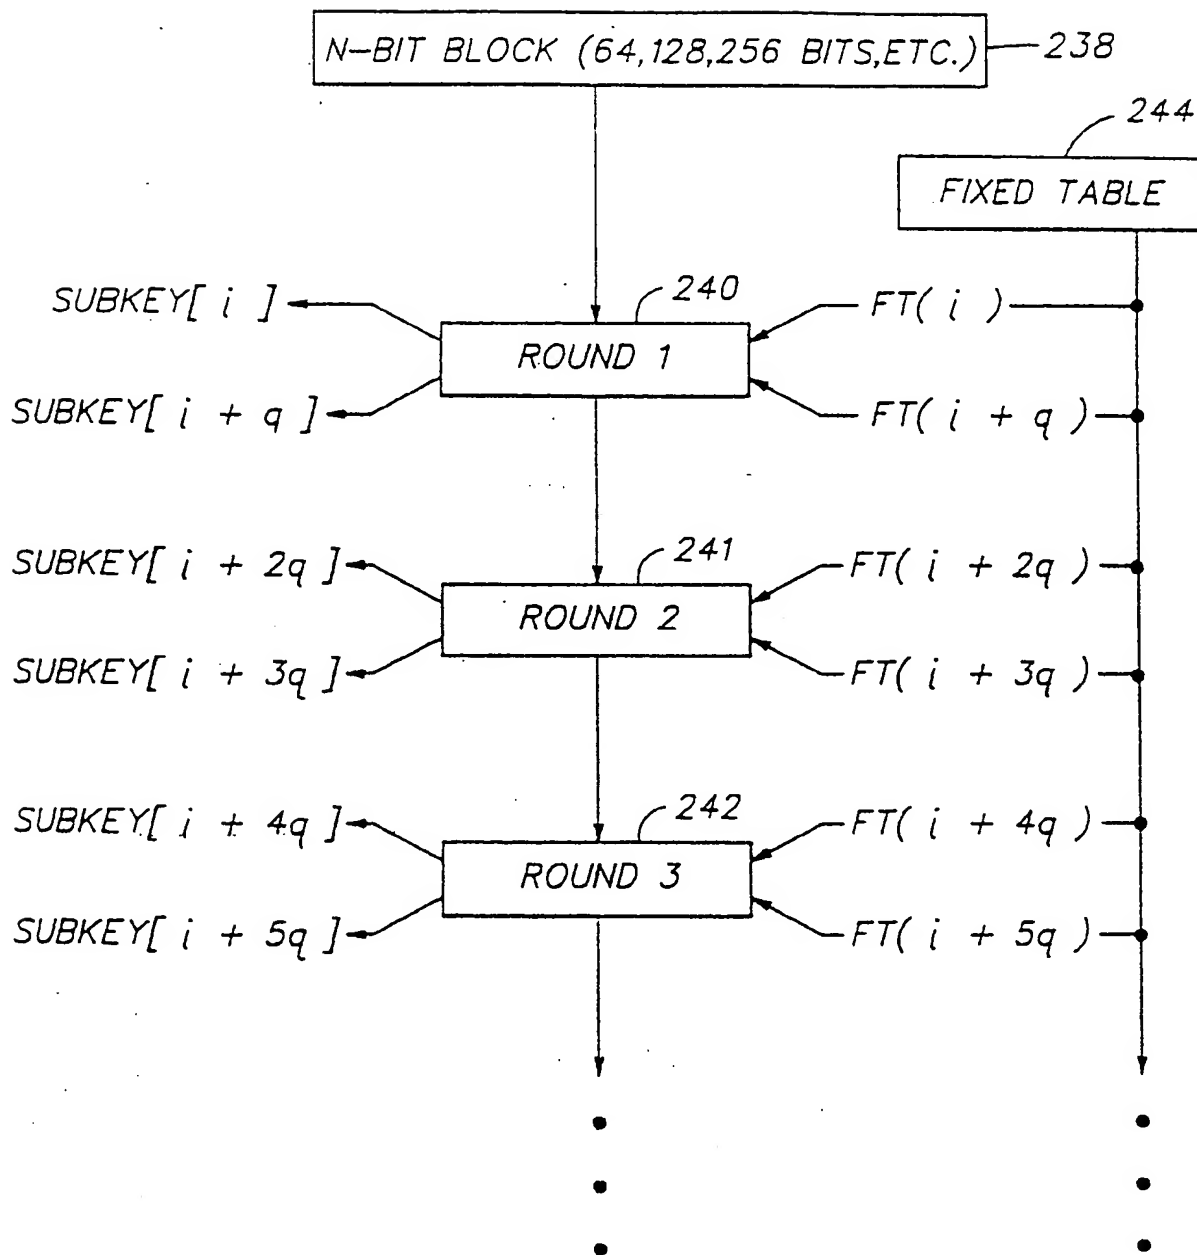 N-BIT BLOCK (64,128,256 BITS,ETC.)
238
244
FIXED TABLE
240
SUBKEY[ i ]
FT( i )
ROUND 1
SUBKEY[ i + q ]
FT( i + q )
241
SUBKEY[ i + 2q ]
FT( i + 2q )
ROUND 2
SUBKEY[ i + 3q ]
FT( i + 3q )
242
SUBKEY[ i + 4q ]
FT( i + 4q )
ROUND 3
SUBKEY[ i + 5q ]
FT( i + 5q )